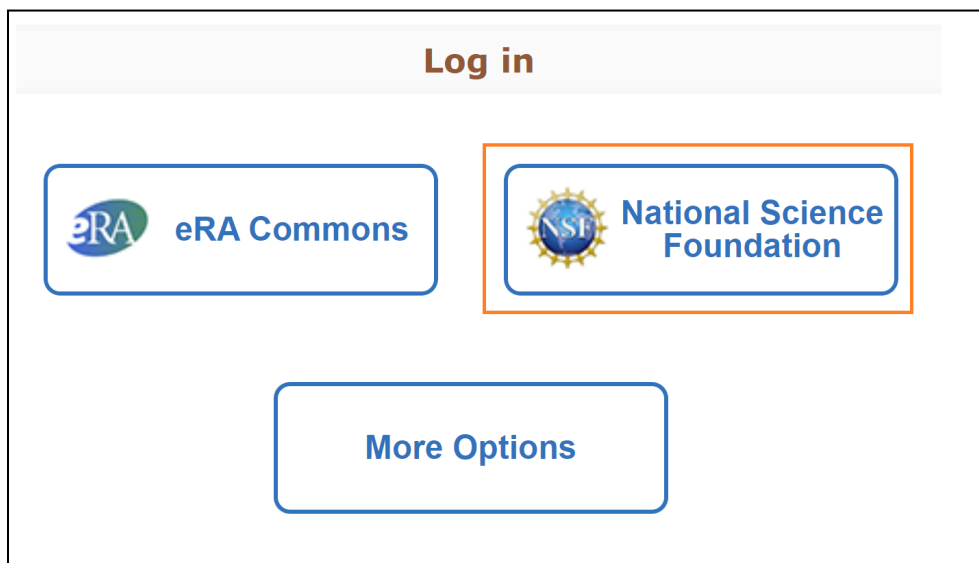 Log in
eRA
eRA Commons
NSF
National Science
Foundation
More Options